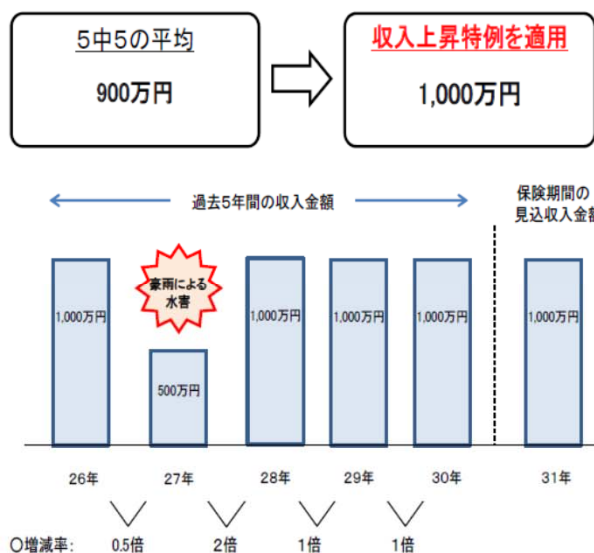 5中5の平均
900万円
収入上昇特例を適用
1,000万円
過去5年間の収入金額
保険期間の
見込収入金額
豪雨による
水害
1,000万円
500万円
1,000万円
1,000万円
1,000万円
1,000万円
26年 27年 28年 29年 30年 31年
〇増減率: 0.5倍 2倍 1倍 1倍